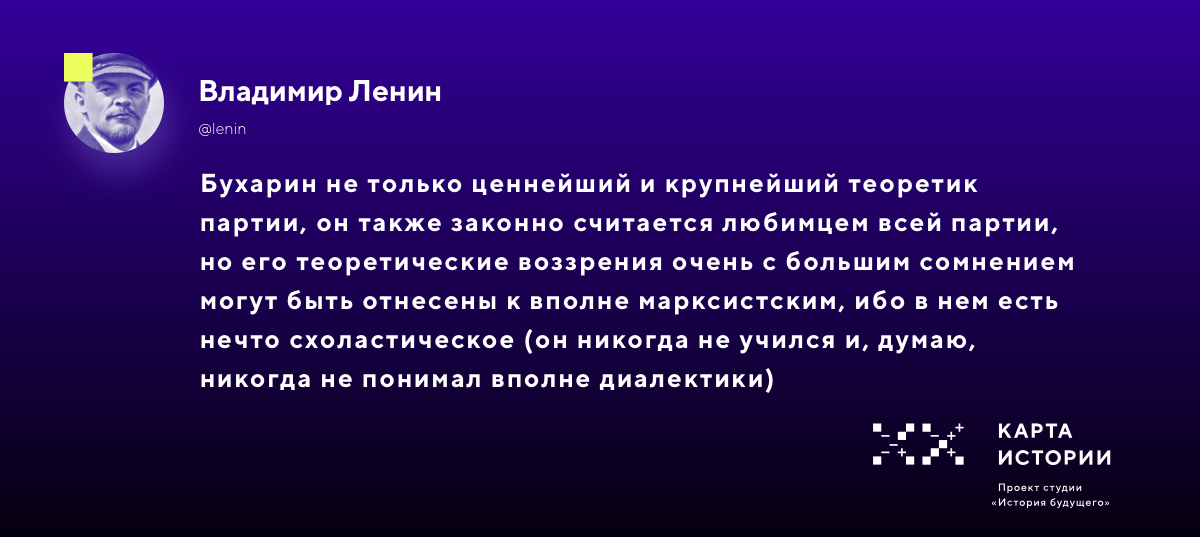 Владимир Ленин
@lenin
Бухарин не только ценнейший и крупнейший теоретик
партии, он также законно считается любимцем всей партии,
но его теоретические воззрения очень с большим сомнением
могут быть отнесены к вполне марксистским, ибо в нем есть
нечто схоластическое (он никогда не учился и, думаю,
никогда не понимал вполне диалектики)
КАРТА
ИСТОРИИ
Проект студии
«История будущего»